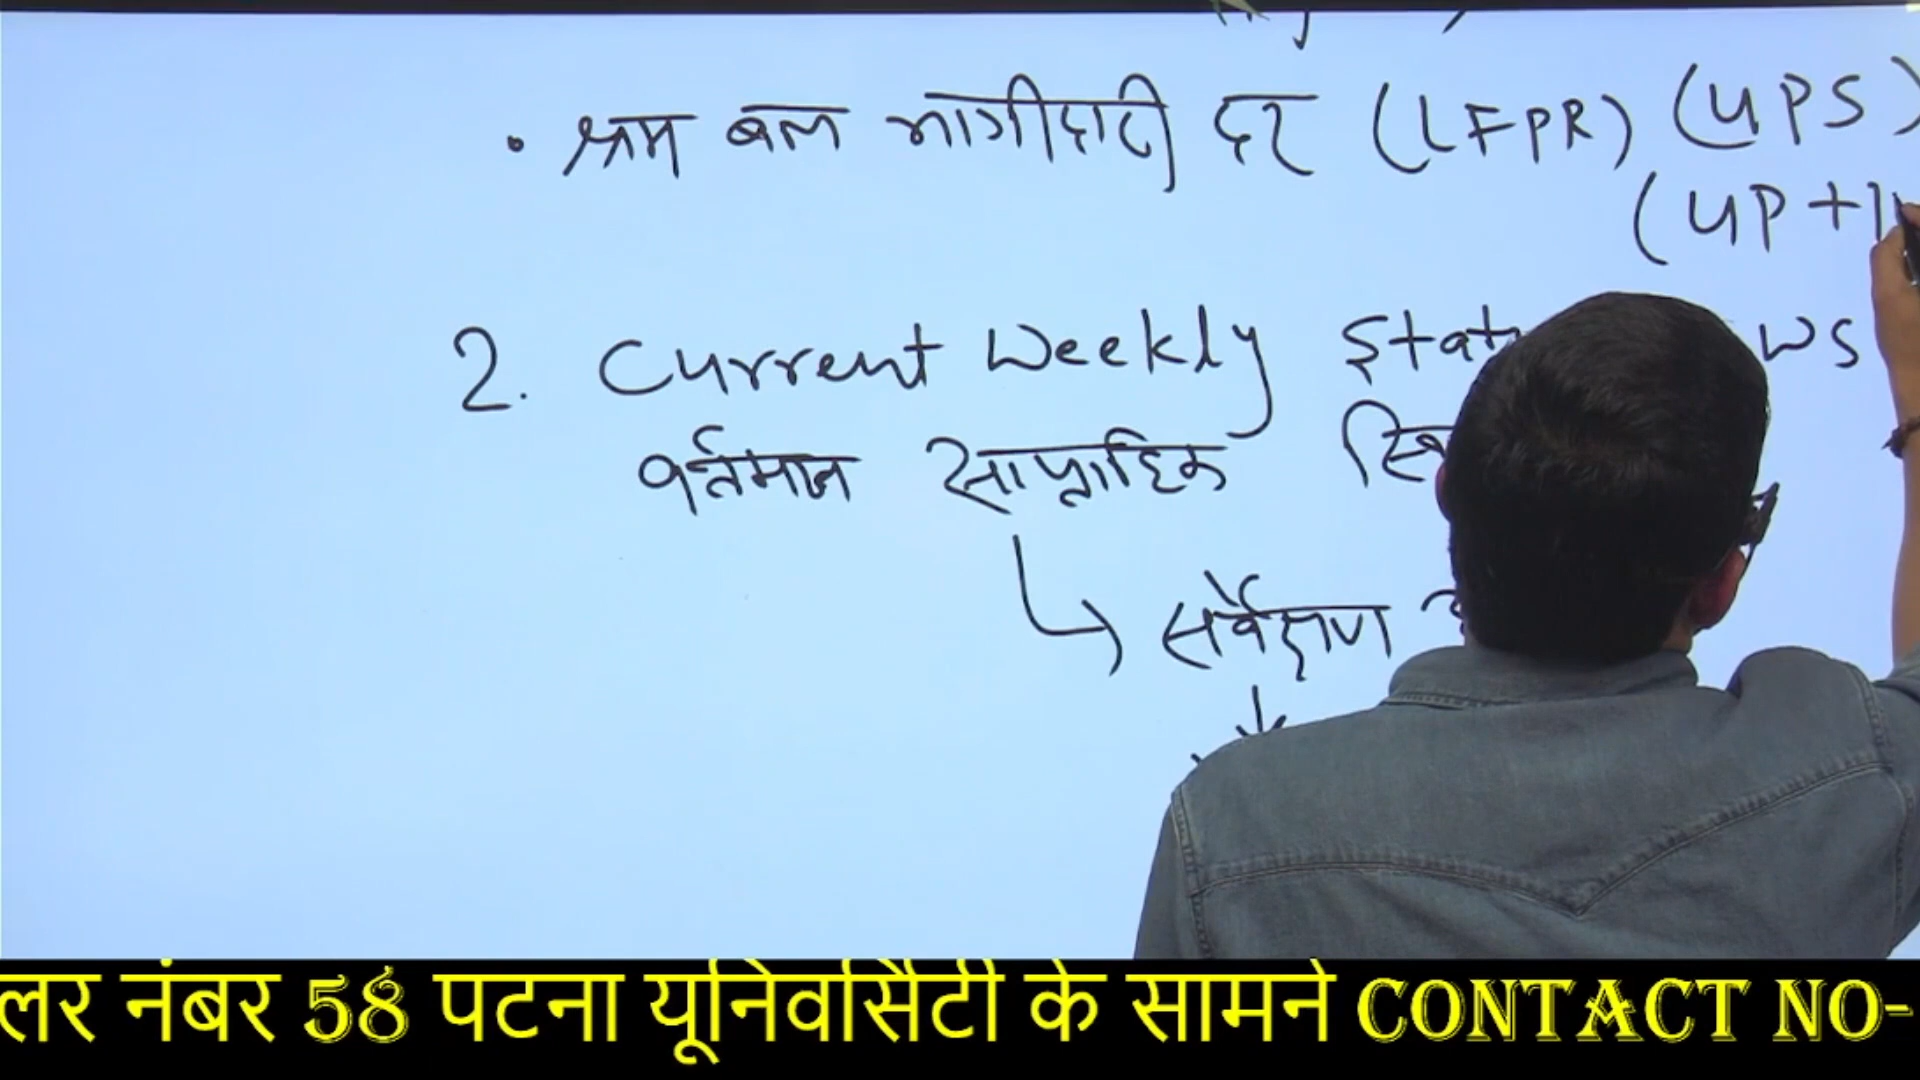 • श्रम बल भागीदारी दर (LFPR) (UPS)
(UP +
2. Current Weekly WS
वर्तमान साप्ताहिक
↳ सर्वेक्षण
↓
लर नंबर 58 पटना यूनिवर्सिटी के सामने CONTACT NO-